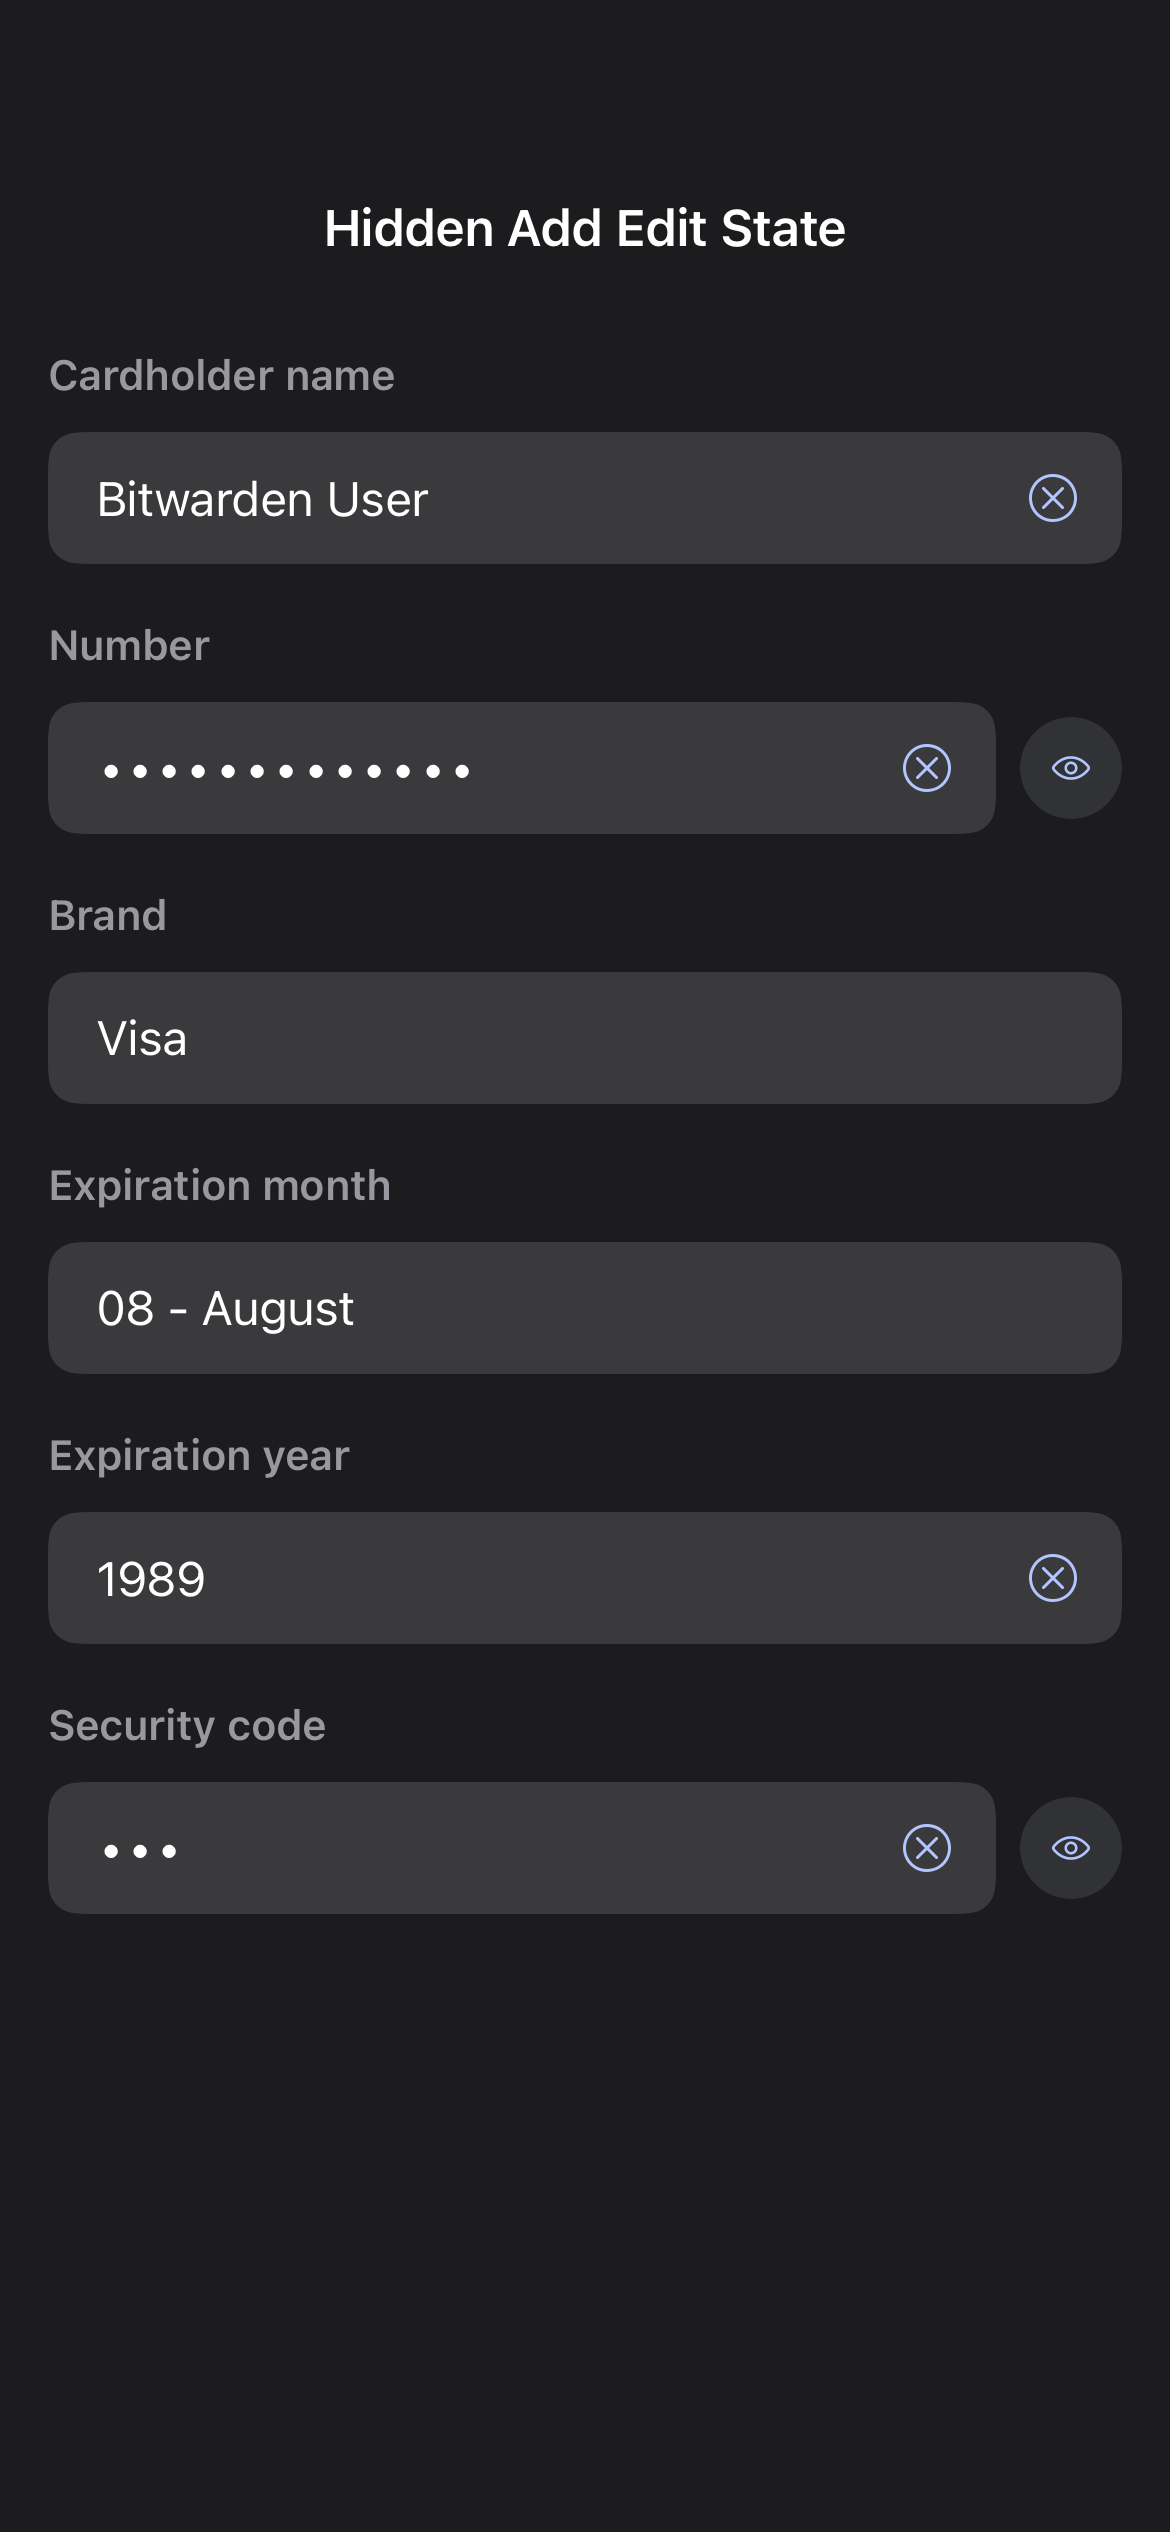 Hidden Add Edit State
Cardholder name
Bitwarden User
Number
•••••••••••••
Brand
Visa
Expiration month
08 - August
Expiration year
1989
Security code
•••